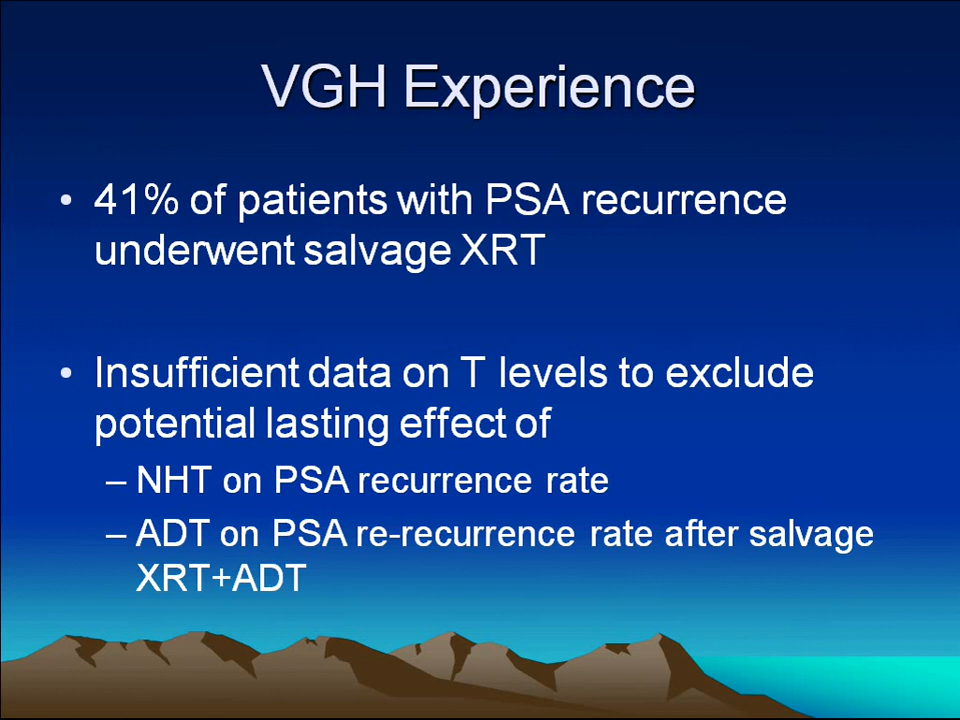 VGH Experience
• 41% of patients with PSA recurrence
underwent salvage XRT
• Insufficient data on T levels to exclude
potential lasting effect of
– NHT on PSA recurrence rate
– ADT on PSA re-recurrence rate after salvage
XRT+ADT